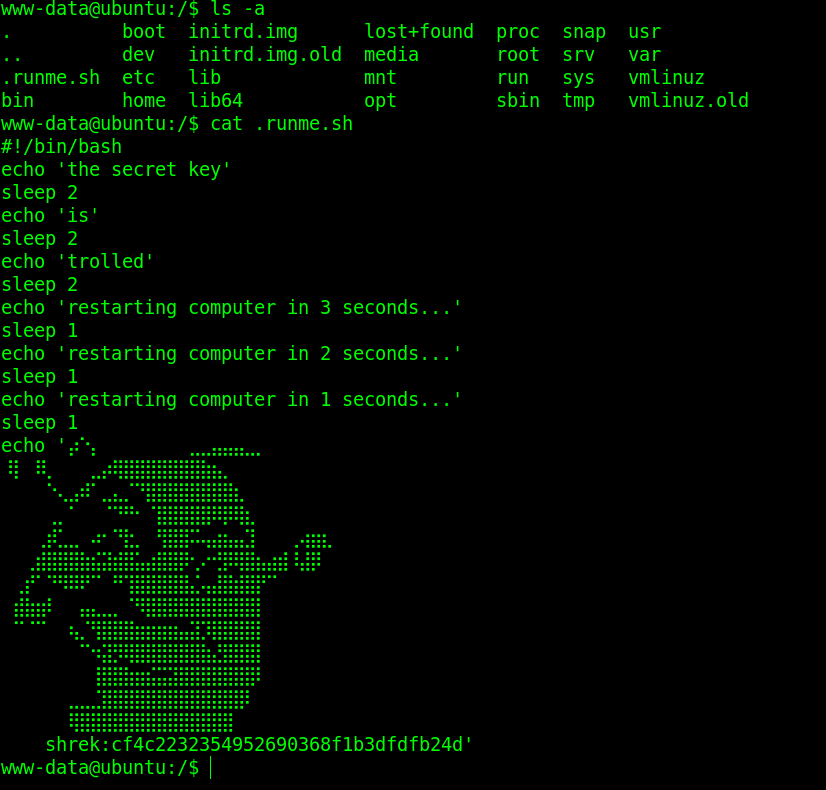 www-data@ubuntu:/$ ls -a
.          boot  initrd.img      lost+found  proc  snap  usr
..         dev   initrd.img.old  media       root  srv   var
.runme.sh  etc   lib             mnt         run   sys   vmlinuz
bin        home  lib64           opt         sbin  tmp   vmlinuz.old
www-data@ubuntu:/$ cat .runme.sh
#!/bin/bash
echo 'the secret key'
sleep 2
echo 'is'
sleep 2
echo 'trolled'
sleep 2
echo 'restarting computer in 3 seconds...'
sleep 1
echo 'restarting computer in 2 seconds...'
sleep 1
echo 'restarting computer in 1 seconds...'
sleep 1
echo '
shrek:cf4c2232354952690368f1b3dfdfb24d'
www-data@ubuntu:/$